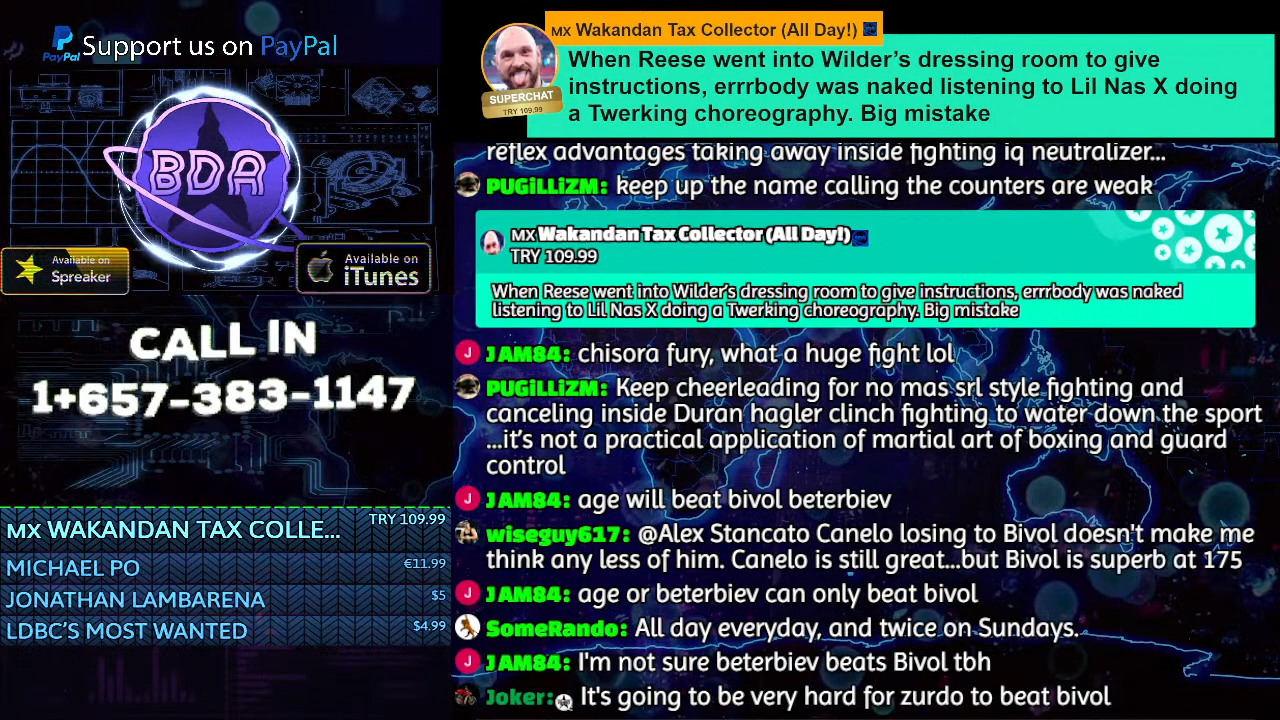 Support us on PayPal
PayPal
BDA
Available on
Spreaker
Available on
iTunes
CALL IN
1+657-383-1147
MX WAKANDAN TAX COLLE... TRY 109.99
MICHAEL PO €11.99
JONATHAN LAMBARENA $5
LDBC'S MOST WANTED $4.99
MX Wakandan Tax Collector (All Day!)
SUPERCHAT
TRY 109.99
When Reese went into Wilder's dressing room to give
instructions, errrbody was naked listening to Lil Nas X doing
a Twerking choreography. Big mistake
reflex advantages taking away inside fighting iq neutralizer...
PUGiLLiZM: keep up the name calling the counters are weak
MX Wakandan Tax Collector (All Day!)
TRY 109.99
When Reese went into Wilder's dressing room to give instructions, errrbody was naked
listening to Lil Nas X doing a Twerking choreography. Big mistake
J JAM84: chisora fury, what a huge fight lol
PUGiLLiZM: Keep cheerleading for no mas srl style fighting and
canceling inside Duran hagler clinch fighting to water down the sport
...it's not a practical application of martial art of boxing and guard
control
J JAM84: age will beat bivol beterbiev
wiseguy617: @Alex Stancato Canelo losing to Bivol doesn't make me
think any less of him. Canelo is still great...but Bivol is superb at 175
J JAM84: age or beterbiev can only beat bivol
SomeRando: All day everyday, and twice on Sundays.
J JAM84: I'm not sure beterbiev beats Bivol tbh
Joker: It's going to be very hard for zurdo to beat bivol